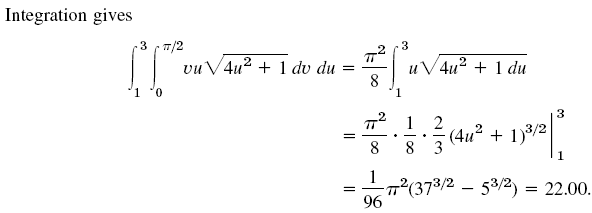 Integration gives
∫₁³ ∫₀^{π/2} vu√(4u² + 1) dv du = π²/8 ∫₁³ u√(4u² + 1) du
= π²/8 · 1/8 · 2/3 (4u² + 1)^{3/2} |₁³
= 1/96 π²(37^{3/2} − 5^{3/2}) = 22.00.